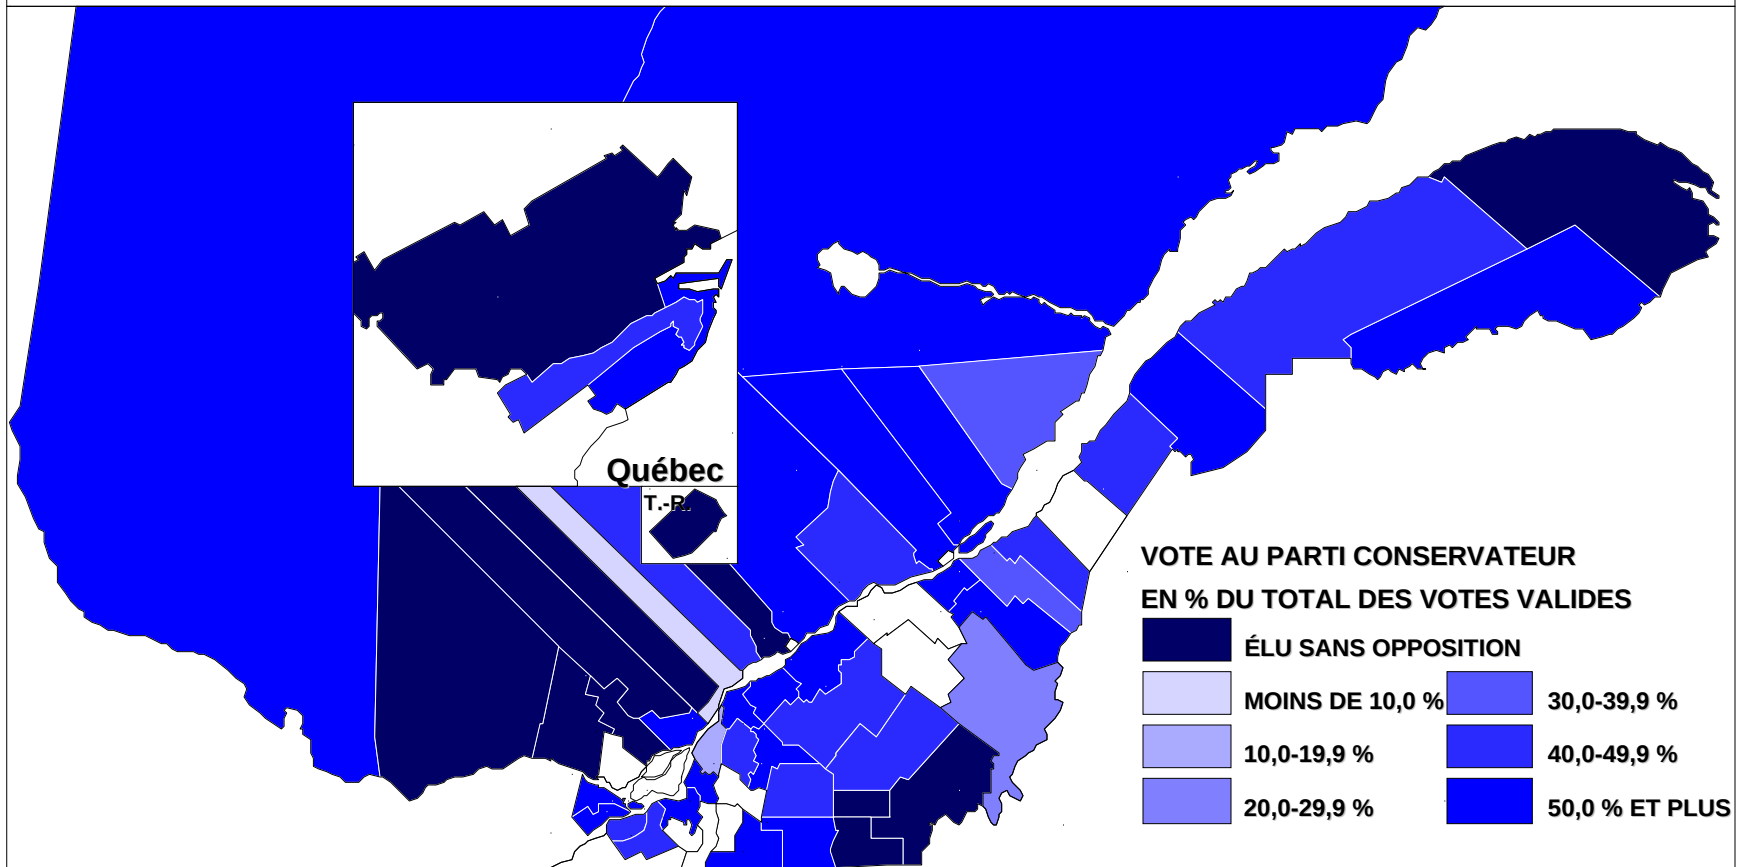 Québec
T.-R.
VOTE AU PARTI CONSERVATEUR
EN % DU TOTAL DES VOTES VALIDES
ÉLU SANS OPPOSITION
MOINS DE 10,0 %
10,0-19,9 %
20,0-29,9 %
30,0-39,9 %
40,0-49,9 %
50,0 % ET PLUS